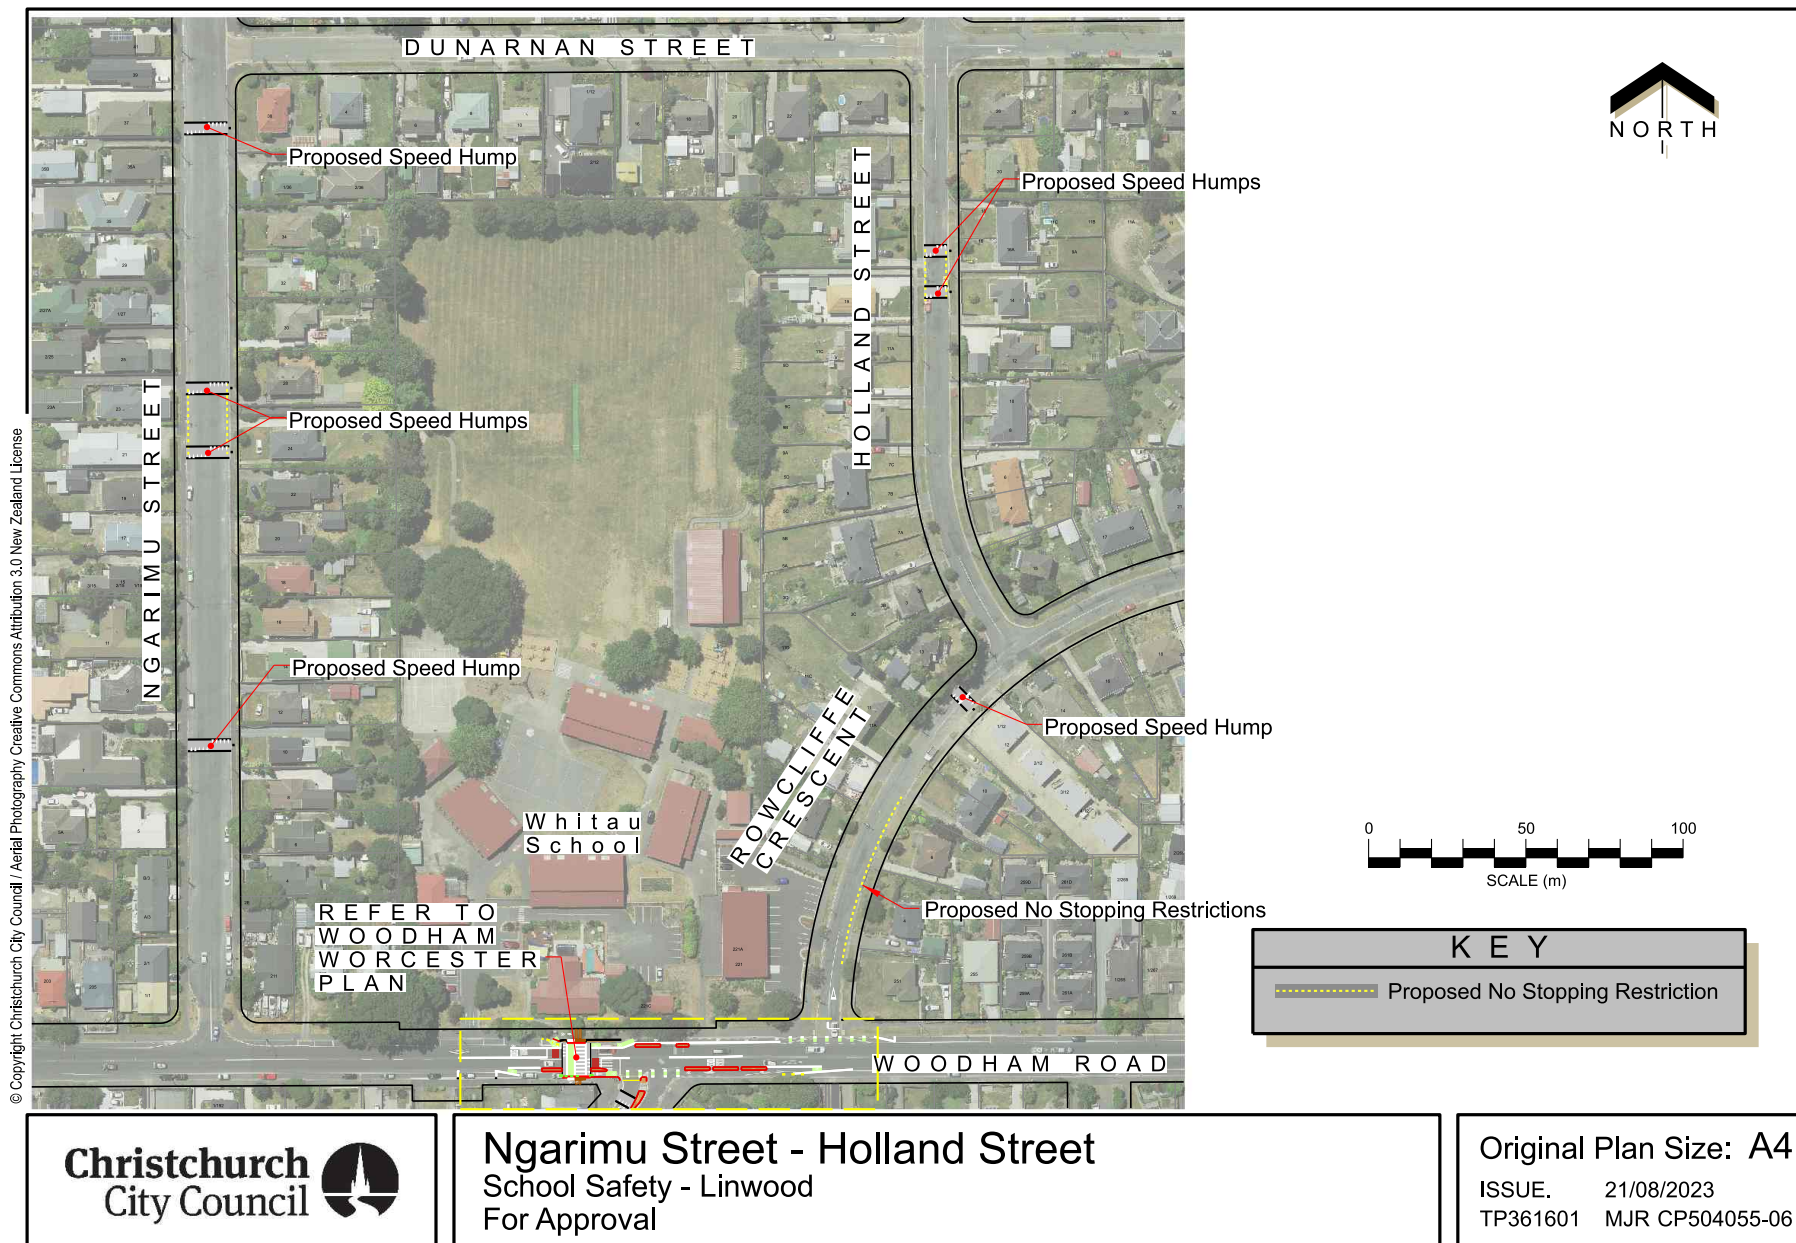 DUNARNAN STREET
NORTH
Proposed Speed Hump
Proposed Speed Humps
HOLLAND STREET
NGARIMU STREET
Proposed Speed Humps
Proposed Speed Hump
ROWCLIFFE
CRESCENT
Proposed Speed Hump
Whitau
School
0 50 100
SCALE (m)
REFER TO
WOODHAM
WORCESTER
PLAN
Proposed No Stopping Restrictions
KEY
Proposed No Stopping Restriction
WOODHAM ROAD
© Copyright Christchurch City Council / Aerial Photography Creative Commons Attribution 3.0 New Zealand License
Christchurch
City Council
Ngarimu Street - Holland Street
School Safety - Linwood
For Approval
Original Plan Size: A4
ISSUE. 21/08/2023
TP361601 MJR CP504055-06